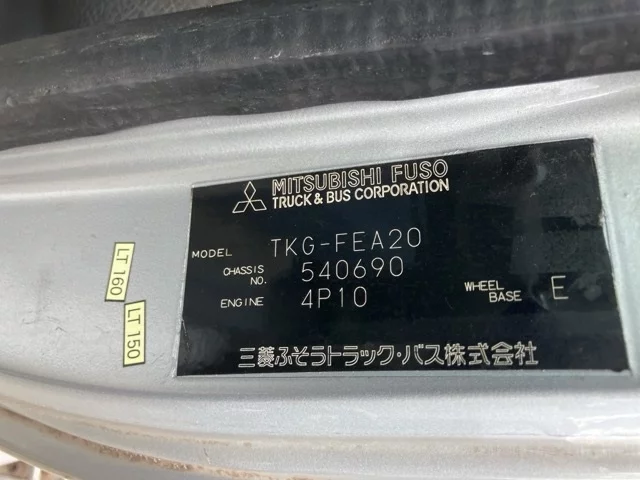 MITSUBISHI FUSO
TRUCK & BUS CORPORATION
MODEL TKG-FEA20
CHASSIS NO. 540690
ENGINE 4P10 WHEEL BASE E
三菱ふそうトラック・バス株式会社
LT 160
LT 150